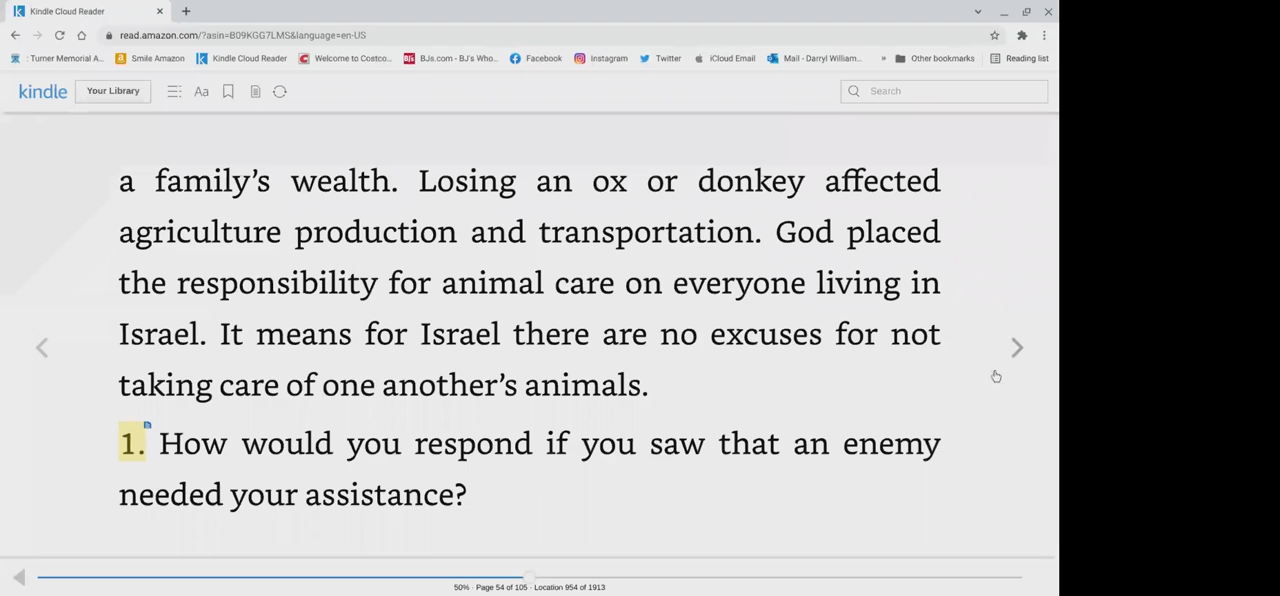 Kindle Cloud Reader
read.amazon.com/?asin=B09KGG7LMS&language=en-US
: Turner Memorial A... Smile Amazon Kindle Cloud Reader Welcome to Costco... BJs.com - BJ's Who... Facebook Instagram Twitter iCloud Email Mail - Darryl William... » Other bookmarks Reading list
kindle Your Library Aa Search
a family’s wealth. Losing an ox or donkey affected
agriculture production and transportation. God placed
the responsibility for animal care on everyone living in
Israel. It means for Israel there are no excuses for not
taking care of one another’s animals.
1. How would you respond if you saw that an enemy
needed your assistance?
50% · Page 54 of 105 · Location 954 of 1913